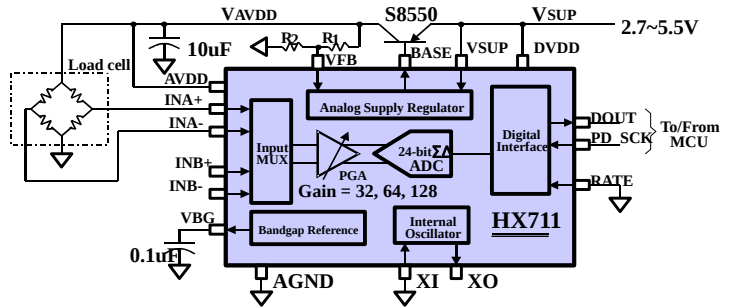 VAVDD
S8550
VSUP
2.7~5.5V
R2
R1
10uF
BASE
VSUP
DVDD
VFB
Load cell
AVDD
INA+
INA-
INB+
INB-
VBG
0.1uF
Analog Supply Regulator
Input
MUX
PGA
Gain = 32, 64, 128
24-bit ΣΔ
ADC
Digital
Interface
DOUT
PD_SCK
RATE
To/From
MCU
Bandgap Reference
Internal
Oscillator
HX711
AGND
XI
XO